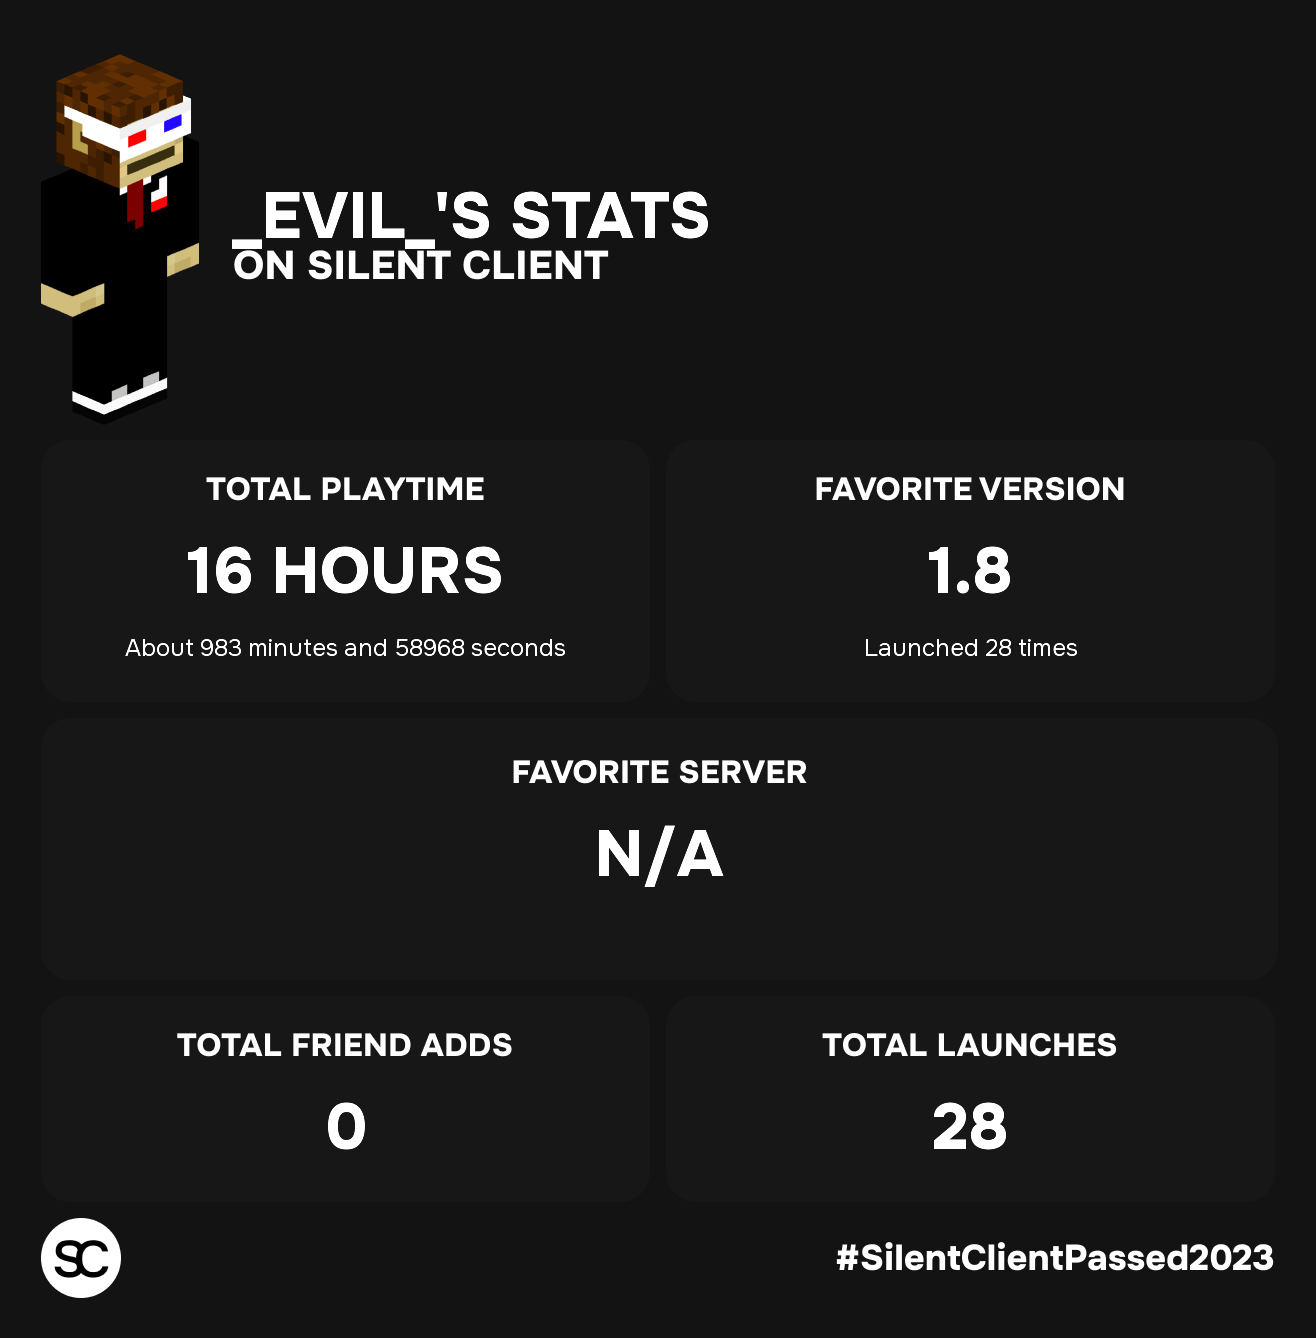 _EVIL_'S STATS
ON SILENT CLIENT
TOTAL PLAYTIME
16 HOURS
About 983 minutes and 58968 seconds
FAVORITE VERSION
1.8
Launched 28 times
FAVORITE SERVER
N/A
TOTAL FRIEND ADDS
0
TOTAL LAUNCHES
28
SC
#SilentClientPassed2023